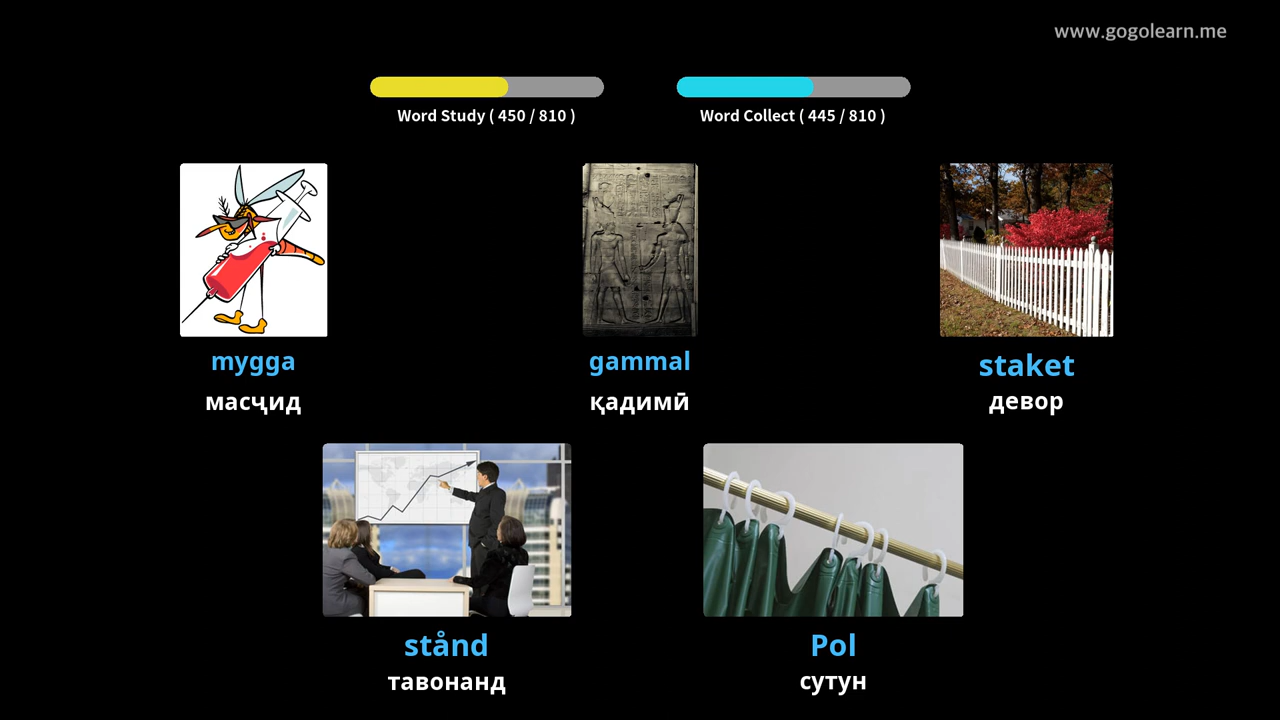 www.gogolearn.me
Word Study ( 450 / 810 )
Word Collect ( 445 / 810 )
mygga
gammal
staket
масҷид
қадимӣ
девор
stånd
Pol
тавонанд
сутун